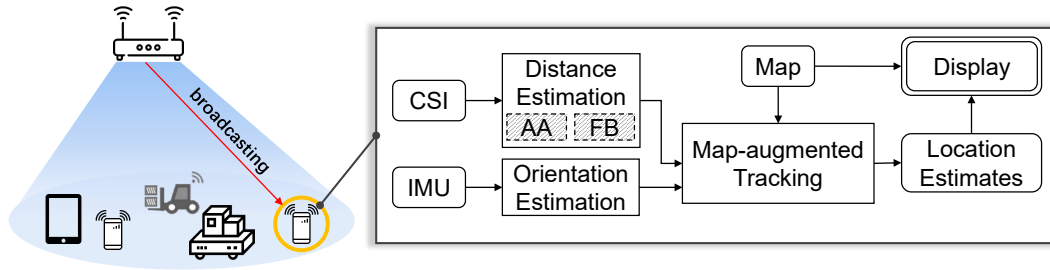 broadcasting
CSI
Distance
Estimation
AA
FB
IMU
Orientation
Estimation
Map
Map-augmented
Tracking
Display
Location
Estimates